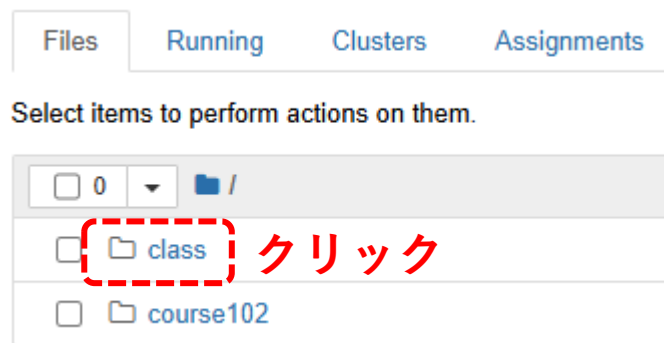 Files Running Clusters Assignments
Select items to perform actions on them.
0 /
class クリック
course102